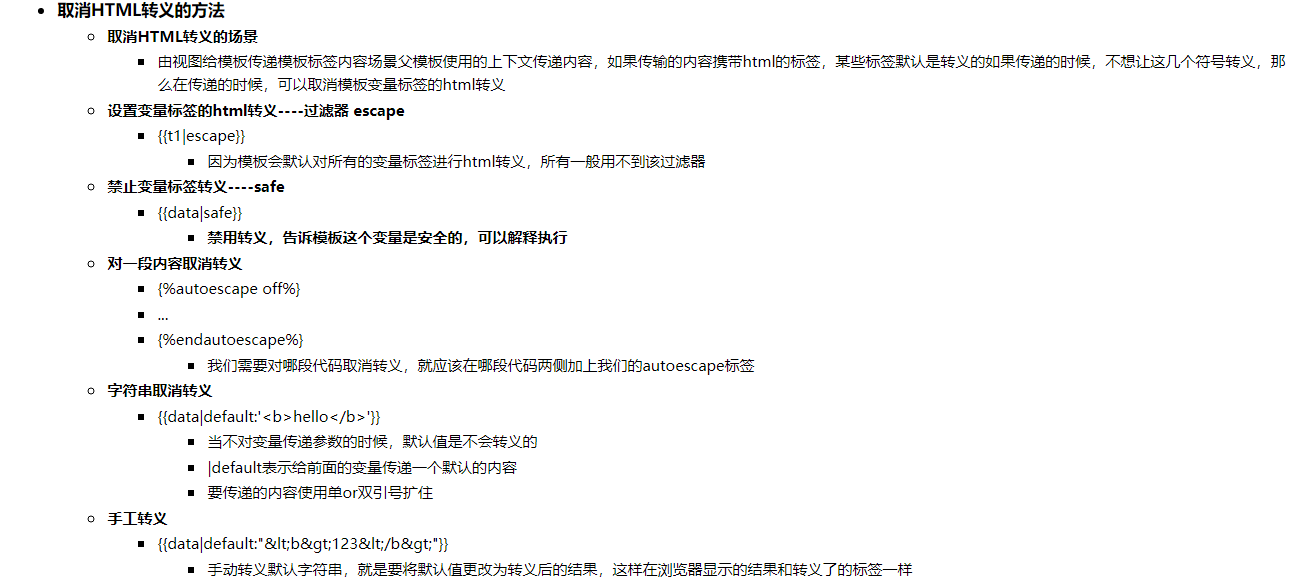 取消HTML转义的方法
取消HTML转义的场景
由视图给模板传递模板标签内容场景父模板使用的上下文传递内容，如果传输的内容携带html的标签，某些标签默认是转义的如果传递的时候，不想让这几个符号转义，那
么在传递的时候，可以取消模板变量标签的html转义
设置变量标签的html转义----过滤器 escape
{{t1|escape}}
因为模板会默认对所有的变量标签进行html转义，所有一般用不到该过滤器
禁止变量标签转义----safe
{{data|safe}}
禁用转义，告诉模板这个变量是安全的，可以解释执行
对一段内容取消转义
{%autoescape off%}
...
{%endautoescape%}
我们需要对哪段代码取消转义，就应该在哪段代码两侧加上我们的autoescape标签
字符串取消转义
{{data|default:'<b>hello</b>'}}
当不对变量传递参数的时候，默认值是不会转义的
|default表示给前面的变量传递一个默认的内容
要传递的内容使用单or双引号扩住
手工转义
{{data|default:"&lt;b&gt;123&lt;/b&gt;"}}
手动转义默认字符串，就是要将默认值更改为转义后的结果，这样在浏览器显示的结果和转义了的标签一样